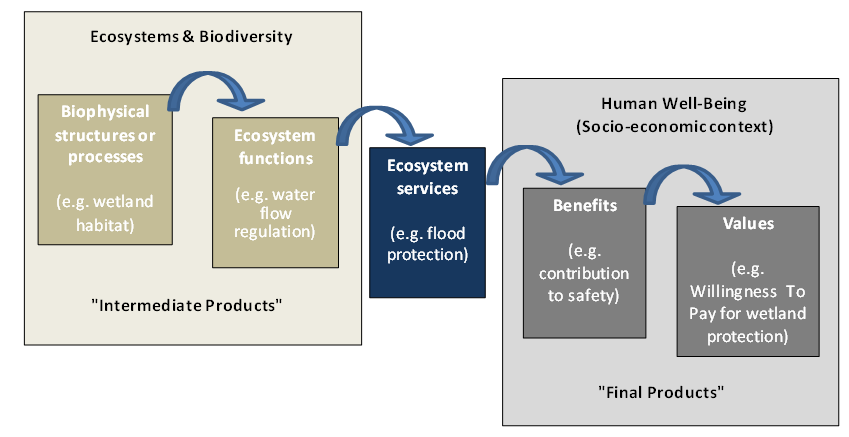 Ecosystems & Biodiversity
Biophysical
structures or
processes
(e.g. wetland
habitat)
Ecosystem
functions
(e.g. water
flow
regulation)
"Intermediate Products"
Ecosystem
services
(e.g. flood
protection)
Human Well-Being
(Socio-economic context)
Benefits
(e.g.
contribution
to safety)
Values
(e.g.
Willingness To
Pay for wetland
protection)
"Final Products"